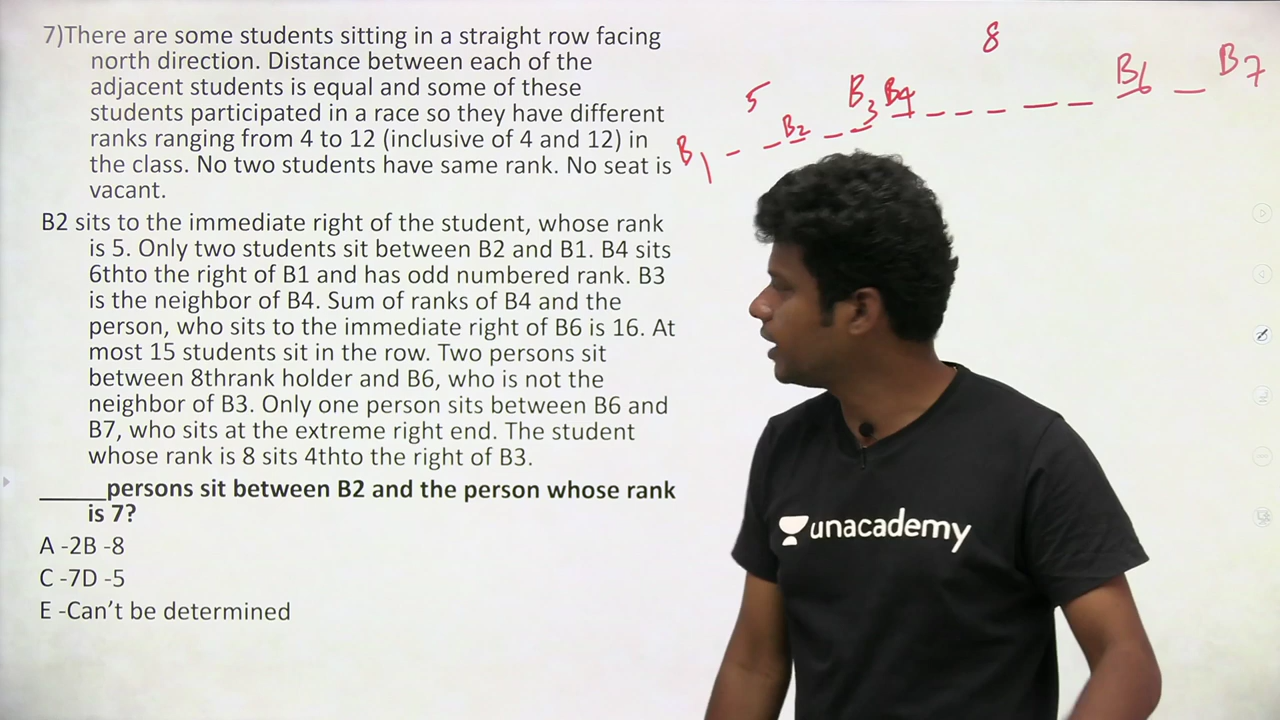 7)There are some students sitting in a straight row facing
north direction. Distance between each of the
adjacent students is equal and some of these
students participated in a race so they have different
ranks ranging from 4 to 12 (inclusive of 4 and 12) in
the class. No two students have same rank. No seat is
vacant.
B2 sits to the immediate right of the student, whose rank
is 5. Only two students sit between B2 and B1. B4 sits
6thto the right of B1 and has odd numbered rank. B3
is the neighbor of B4. Sum of ranks of B4 and the
person, who sits to the immediate right of B6 is 16. At
most 15 students sit in the row. Two persons sit
between 8thrank holder and B6, who is not the
neighbor of B3. Only one person sits between B6 and
B7, who sits at the extreme right end. The student
whose rank is 8 sits 4thto the right of B3.
______persons sit between B2 and the person whose rank
is 7?
A -2B -8
C -7D -5
E -Can’t be determined
5 8
B1 B2 B3 B4 B6 B7
unacademy